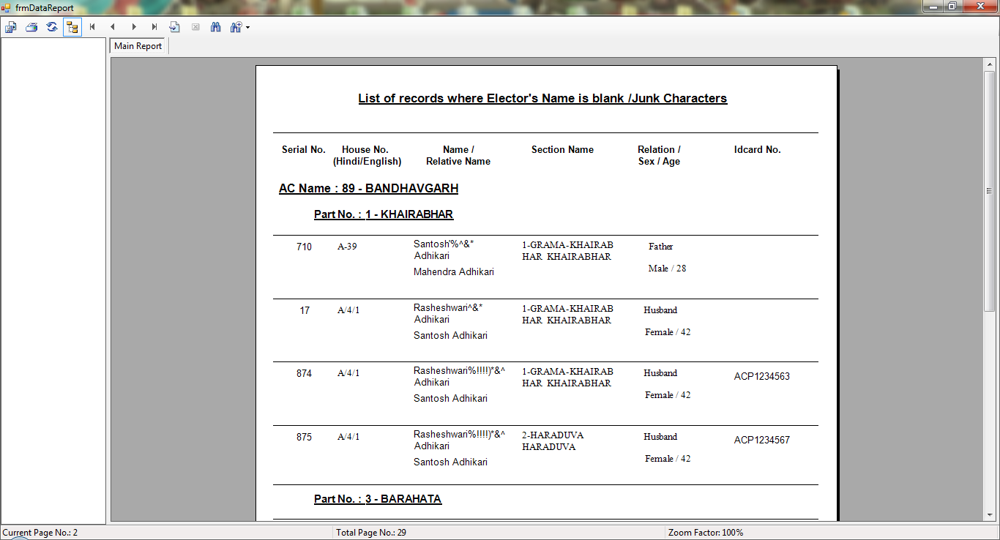 frmDataReport
Main Report
List of records where Elector's Name is blank /Junk Characters
Serial No. House No. Name / Section Name Relation / Idcard No.
(Hindi/English) Relative Name Sex / Age
AC Name : 89 - BANDHAVGARH
Part No. : 1 - KHAIRABHAR
710 A-39 Santosh'%^&* 1-GRAMA-KHAIRAB Father
Adhikari HAR KHAIRABHAR
Mahendra Adhikari Male / 28
17 A/4/1 Rasheshwari^&* 1-GRAMA-KHAIRAB Husband
Adhikari HAR KHAIRABHAR
Santosh Adhikari Female / 42
874 A/4/1 Rasheshwari%!!!!)*&^ 1-GRAMA-KHAIRAB Husband ACP1234563
Adhikari HAR KHAIRABHAR
Santosh Adhikari Female / 42
875 A/4/1 Rasheshwari%!!!!)*&^ 2-HARADUVA Husband ACP1234567
Adhikari HARADUVA
Santosh Adhikari Female / 42
Part No. : 3 - BARAHATA
Current Page No.: 2 Total Page No.: 29 Zoom Factor: 100%